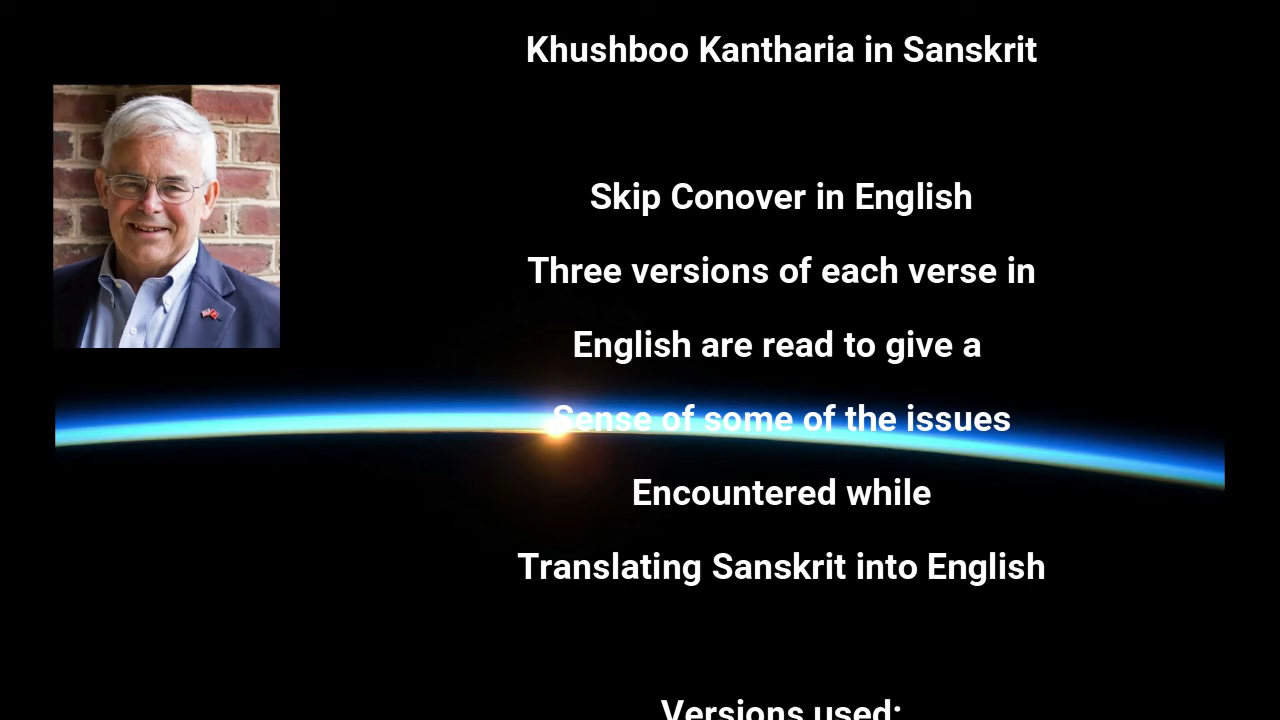 Khushboo Kantharia in Sanskrit
Skip Conover in English
Three versions of each verse in
English are read to give a
Sense of some of the issues
Encountered while
Translating Sanskrit into English
Versions used: